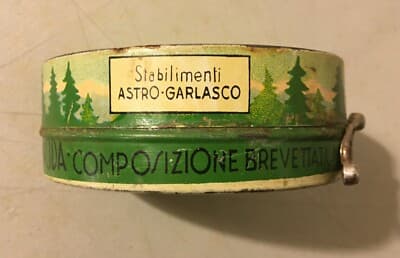 Stabilimenti
ASTRO-GARLASCO
COMPOSIZIONE BREVETTATA